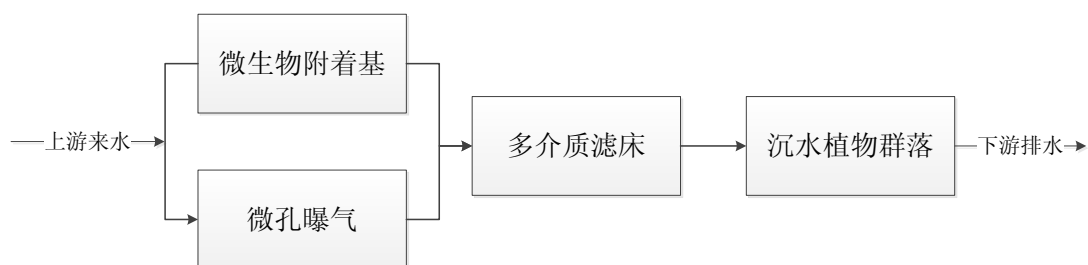 微生物附着基
上游来水
多介质滤床
沉水植物群落
下游排水
微孔曝气